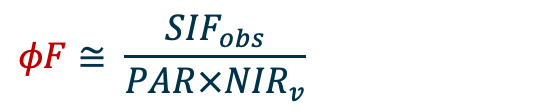 ϕF ≅ SIF_obs
PAR×NIR_v